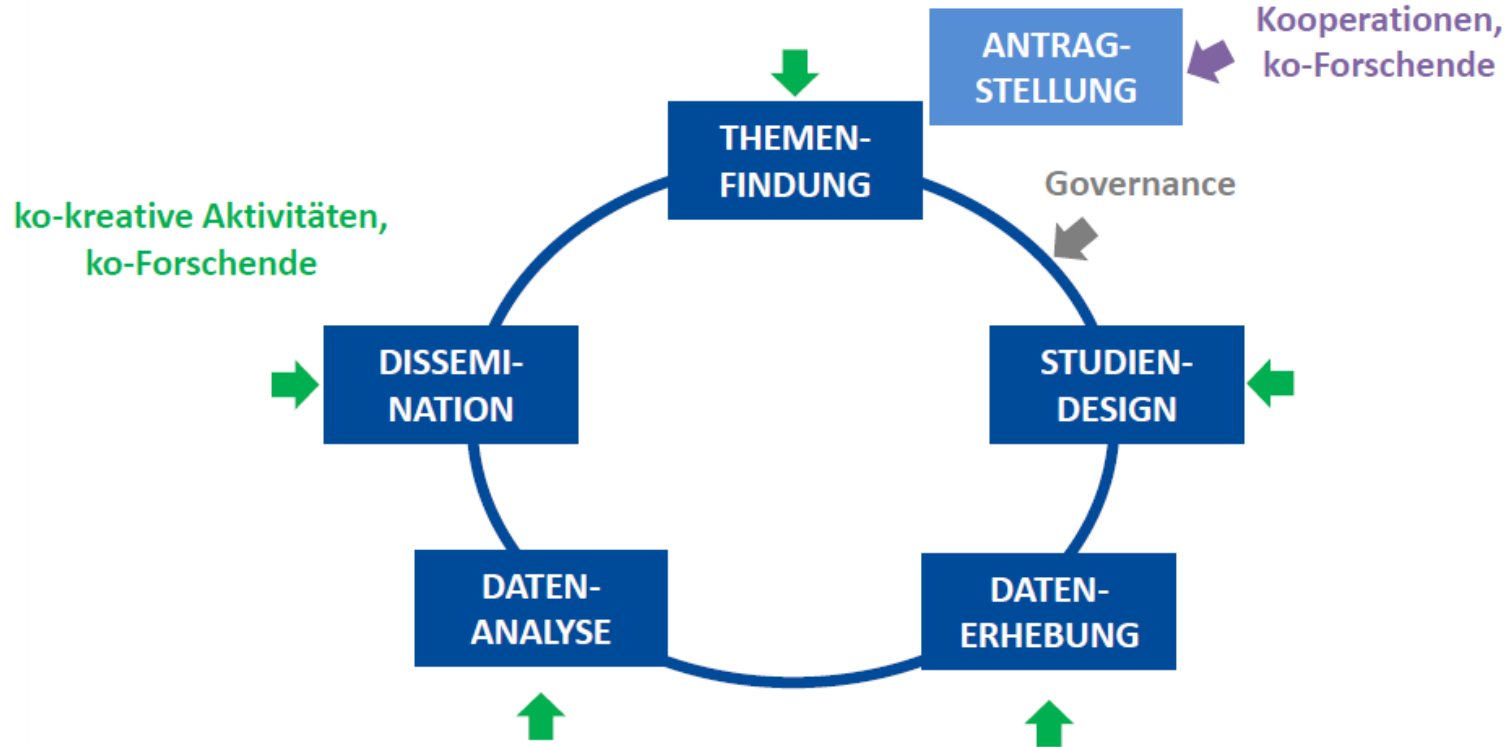 Kooperationen,
ko-Forschende
ANTRAG-
STELLUNG
THEMEN-
FINDUNG
Governance
ko-kreative Aktivitäten,
ko-Forschende
DISSEMI-
NATION
STUDIEN-
DESIGN
DATEN-
ANALYSE
DATEN-
ERHEBUNG